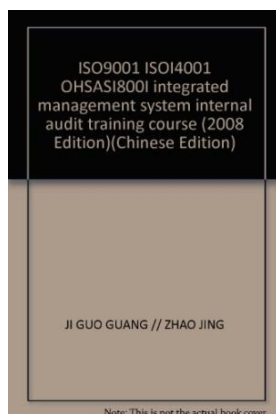 ISO9001 ISOI4001
OHSASI800I integrated
management system internal
audit training course (2008
Edition)(Chinese Edition)
JI GUO GUANG // ZHAO JING
Note: This is not the actual book cover